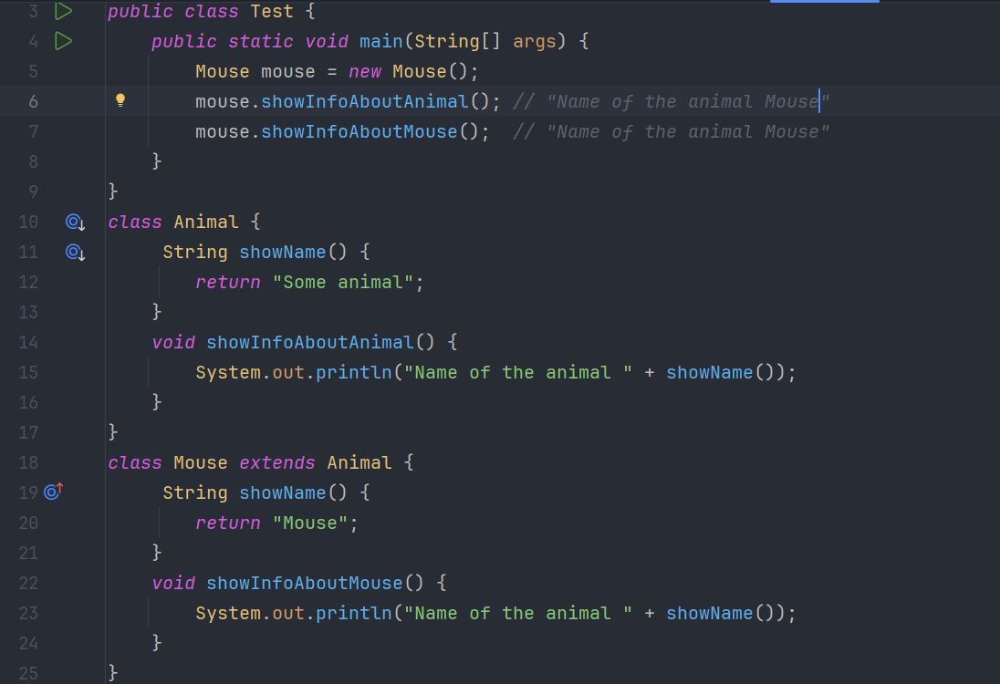 3 public class Test {
4     public static void main(String[] args) {
5         Mouse mouse = new Mouse();
6         mouse.showInfoAboutAnimal(); // "Name of the animal Mouse"
7         mouse.showInfoAboutMouse();  // "Name of the animal Mouse"
8     }
9 }
10 class Animal {
11      String showName() {
12         return "Some animal";
13     }
14     void showInfoAboutAnimal() {
15         System.out.println("Name of the animal " + showName());
16     }
17 }
18 class Mouse extends Animal {
19      String showName() {
20         return "Mouse";
21     }
22     void showInfoAboutMouse() {
23         System.out.println("Name of the animal " + showName());
24     }
25 }